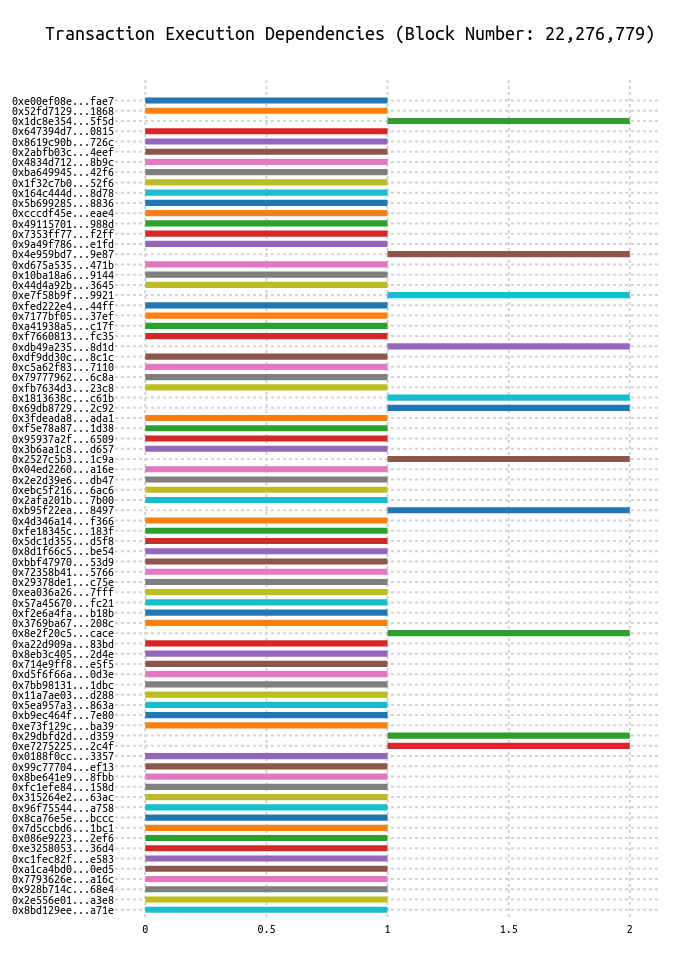 Transaction Execution Dependencies (Block Number: 22,276,779)
0xe00ef08e...fae7
0x52fd7129...1868
0x1dc8e354...5f5d
0x647394d7...0815
0x8619c90b...726c
0x2abfb03c...4eef
0x4834d712...8b9c
0xba649945...42f6
0x1f32c7b0...52f6
0x164c444d...8d78
0x5b699285...8836
0xcccdf45e...eae4
0x49115701...988d
0x7353ff77...f2ff
0x9a49f786...e1fd
0x4e959bd7...9e87
0xd675a535...471b
0x10ba18a6...9144
0x44d4a92b...3645
0xe7f58b9f...9921
0xfed222e4...44ff
0x7177bf05...37ef
0xa41938a5...c17f
0xf7660813...fc35
0xdb49a235...8d1d
0xdf9dd30c...8c1c
0xc5a62f83...7110
0x79777962...6c8a
0xfb7634d3...23c8
0x1813638c...c61b
0x69db8729...2c92
0x3fdeada8...ada1
0xf5e78a87...1d38
0x95937a2f...6509
0x3b6aa1c8...d657
0x2527c5b3...1c9a
0x04ed2260...a16e
0x2e2d39e6...db47
0xebc5f216...6ac6
0x2afa201b...7b00
0xb95f22ea...8497
0x4d346a14...f366
0xfe18345c...183f
0x5dc1d355...d5f8
0x8d1f66c5...be54
0xbbf47970...53d9
0x72358b41...5766
0x29378de1...c75e
0xea036a26...7fff
0x57a45670...fc21
0xf2e6a4fa...b18b
0x3769ba67...208c
0x8e2f20c5...cace
0xa22d909a...83bd
0x8eb3c405...2d4e
0x714e9ff8...e5f5
0xd5f6f66a...0d3e
0x7bb98131...1dbc
0x11a7ae03...d288
0x5ea957a3...863a
0xb9ec464f...7e80
0xe73f129c...ba39
0x29dbfd2d...d359
0xe7275225...2c4f
0x0188f0cc...3357
0x99c77704...ef13
0x8be641e9...8fbb
0xfc1efe84...158d
0x315264e2...63ac
0x96f75544...a758
0x8ca76e5e...bccc
0x7d5ccbd6...1bc1
0x086e9223...2ef6
0xe3258053...36d4
0xc1fec82f...e583
0xa1ca4bd0...0ed5
0x7793626e...a16c
0x928b714c...68e4
0x2e556e01...a3e8
0x8bd129ee...a71e
0 0.5 1 1.5 2